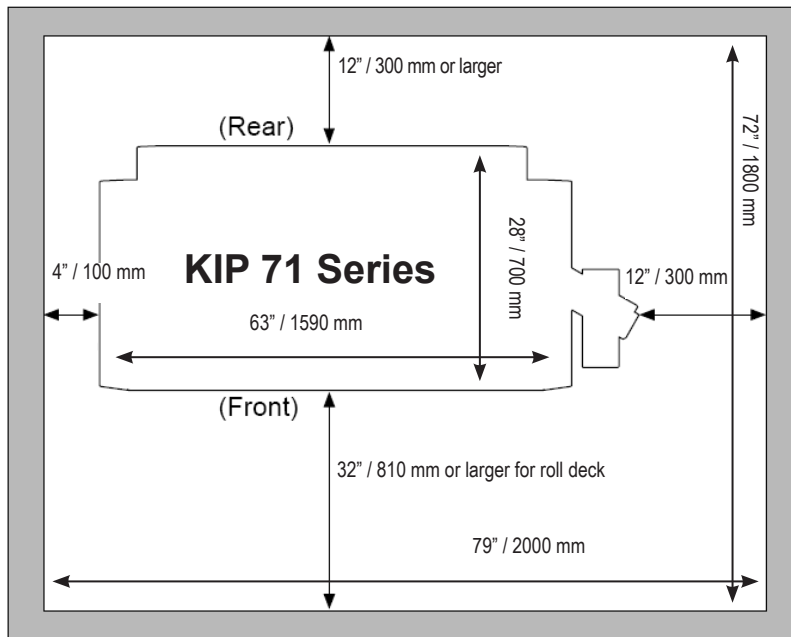 12” / 300 mm or larger
(Rear)
72” / 1800 mm
28” / 700 mm
4” / 100 mm
KIP 71 Series
12” / 300 mm
63” / 1590 mm
(Front)
32” / 810 mm or larger for roll deck
79” / 2000 mm